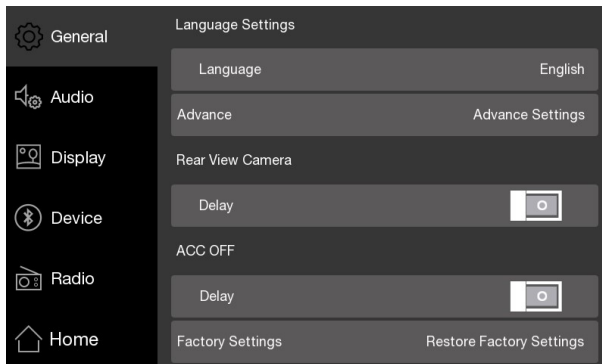 General
Audio
Display
Device
Radio
Home
Language Settings
Language English
Advance Advance Settings
Rear View Camera
Delay O
ACC OFF
Delay O
Factory Settings Restore Factory Settings